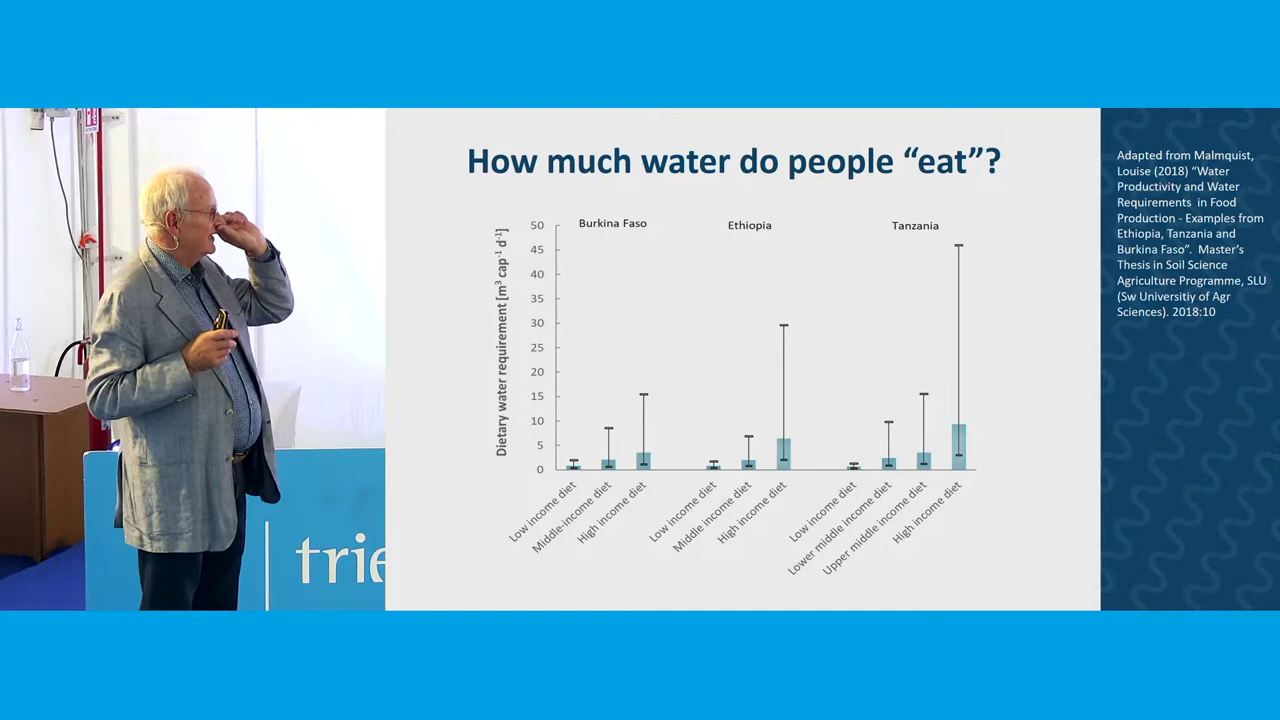 How much water do people “eat”?
Adapted from Malmquist,
Louise (2018) “Water
Productivity and Water
Requirements in Food
Production - Examples from
Ethiopia, Tanzania and
Burkina Faso”. Master’s
Thesis in Soil Science
Agriculture Programme, SLU
(Sw Universitiy of Agr
Sciences). 2018:10
Burkina Faso
Ethiopia
Tanzania
Dietary water requirement [m³ cap⁻¹ d⁻¹]
50
45
40
35
30
25
20
15
10
5
0
Low income diet
Middle-income diet
High income diet
Low income diet
Middle income diet
High income diet
Low income diet
Lower middle income diet
Upper middle income diet
High income diet
trie